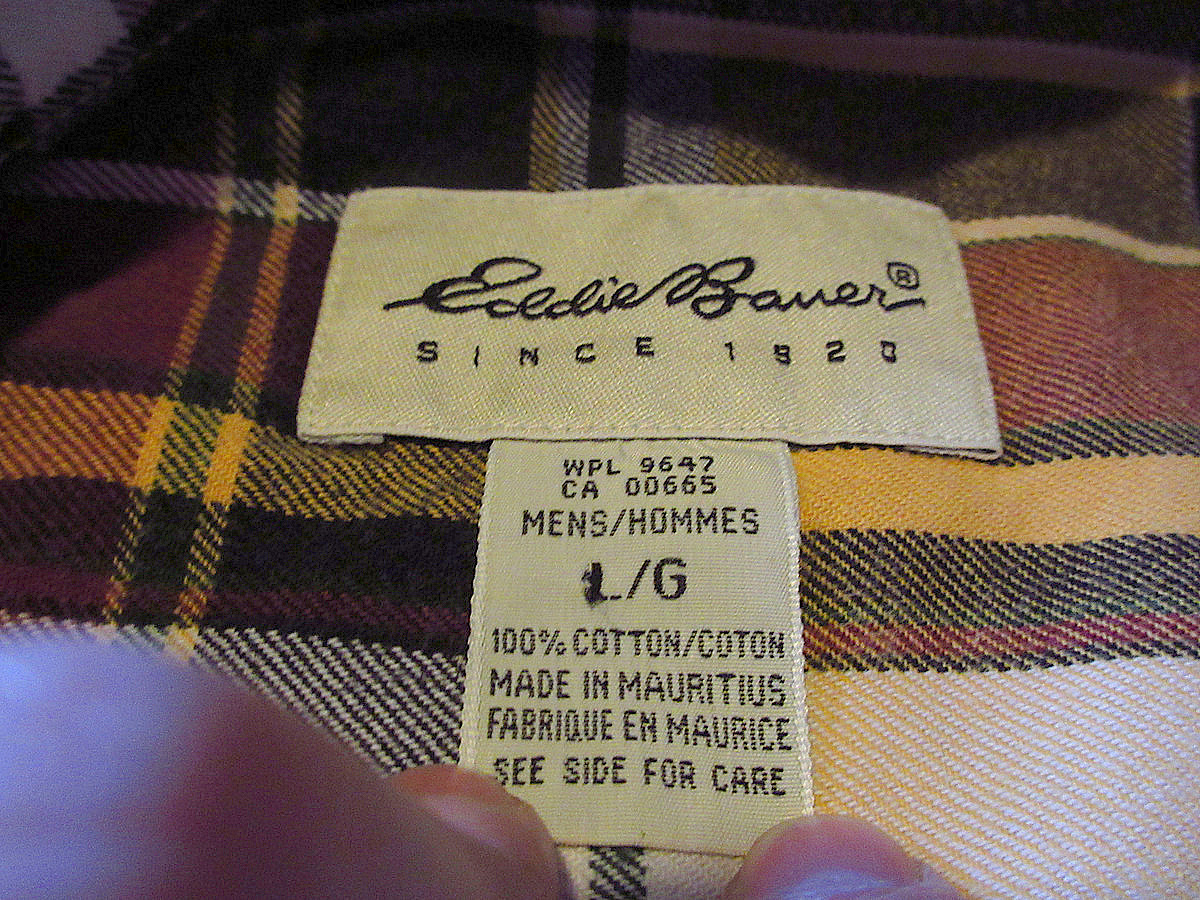 Eddie Bauer®
SINCE 1920
WPL 9647
CA 00665
MENS/HOMMES
L/G
100% COTTON/COTON
MADE IN MAURITIUS
FABRIQUE EN MAURICE
SEE SIDE FOR CARE